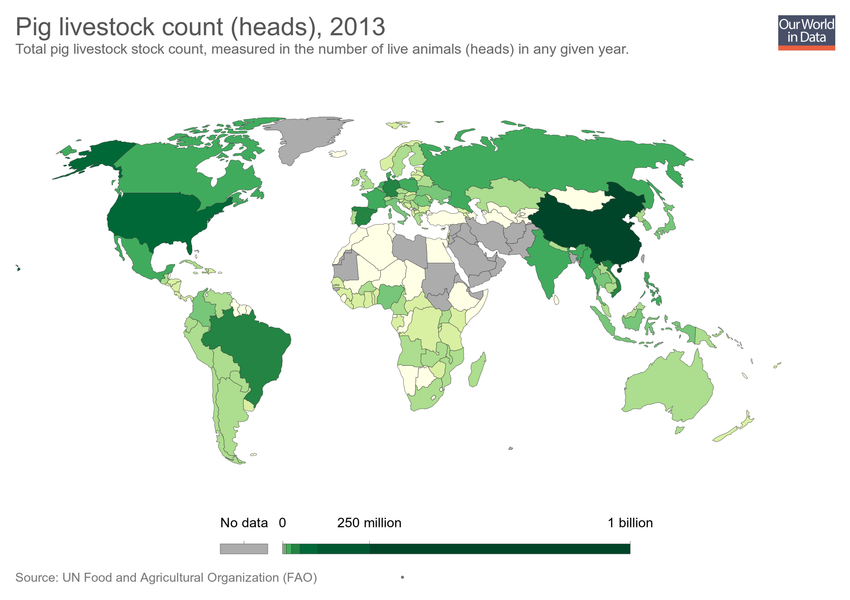 Pig livestock count (heads), 2013
Total pig livestock stock count, measured in the number of live animals (heads) in any given year.
Our World
in Data
No data 0 250 million 1 billion
Source: UN Food and Agricultural Organization (FAO) •